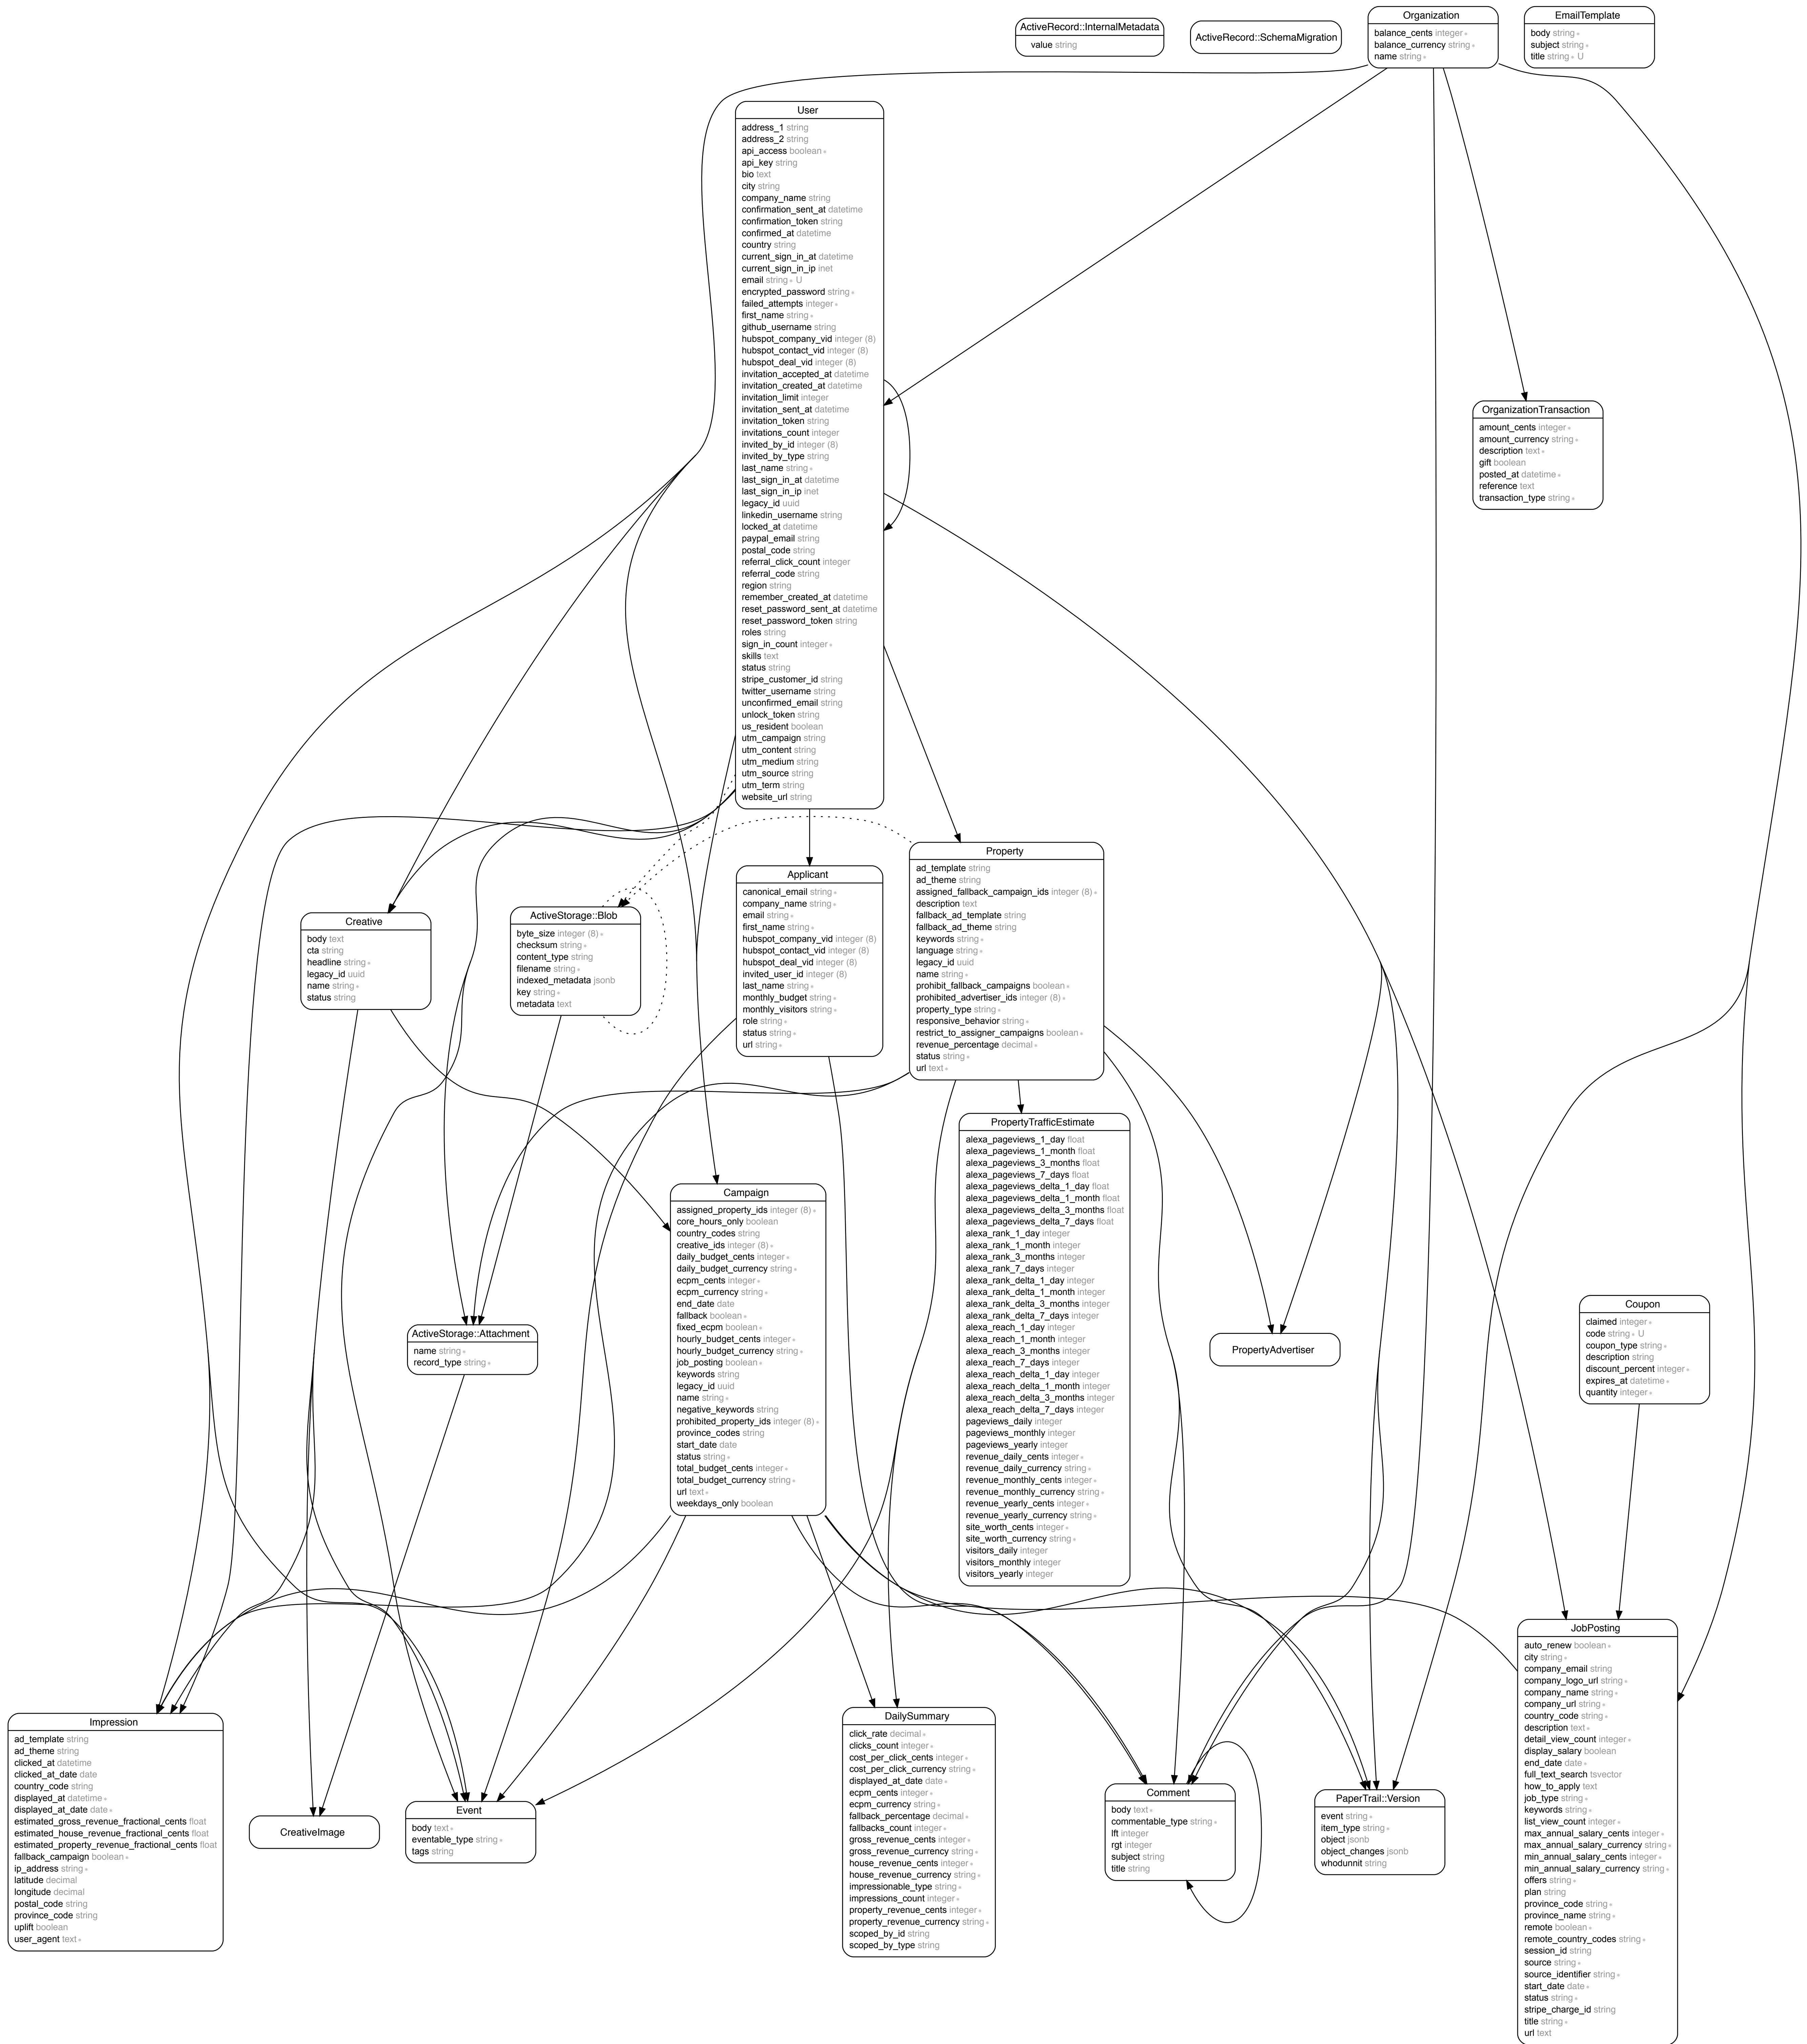 ActiveRecord::InternalMetadata
value string
ActiveRecord::SchemaMigration
Organization
balance_cents integer ∗
balance_currency string ∗
name string ∗
EmailTemplate
body string ∗
subject string ∗
title string ∗ U
User
address_1 string
address_2 string
api_access boolean ∗
api_key string
bio text
city string
company_name string
confirmation_sent_at datetime
confirmation_token string
confirmed_at datetime
country string
current_sign_in_at datetime
current_sign_in_ip inet
email string ∗ U
encrypted_password string ∗
failed_attempts integer ∗
first_name string ∗
github_username string
hubspot_company_vid integer (8)
hubspot_contact_vid integer (8)
hubspot_deal_vid integer (8)
invitation_accepted_at datetime
invitation_created_at datetime
invitation_limit integer
invitation_sent_at datetime
invitation_token string
invitations_count integer
invited_by_id integer (8)
invited_by_type string
last_name string ∗
last_sign_in_at datetime
last_sign_in_ip inet
legacy_id uuid
linkedin_username string
locked_at datetime
paypal_email string
postal_code string
referral_click_count integer
referral_code string
region string
remember_created_at datetime
reset_password_sent_at datetime
reset_password_token string
roles string
sign_in_count integer ∗
skills text
status string
stripe_customer_id string
twitter_username string
unconfirmed_email string
unlock_token string
us_resident boolean
utm_campaign string
utm_content string
utm_medium string
utm_source string
utm_term string
website_url string
OrganizationTransaction
amount_cents integer ∗
amount_currency string ∗
description text ∗
gift boolean
posted_at datetime ∗
reference text
transaction_type string ∗
Creative
body text
cta string
headline string ∗
legacy_id uuid
name string ∗
status string
ActiveStorage::Blob
byte_size integer (8) ∗
checksum string ∗
content_type string
filename string ∗
indexed_metadata jsonb
key string ∗
metadata text
Applicant
canonical_email string ∗
company_name string ∗
email string ∗
first_name string ∗
hubspot_company_vid integer (8)
hubspot_contact_vid integer (8)
hubspot_deal_vid integer (8)
invited_user_id integer (8)
last_name string ∗
monthly_budget string ∗
monthly_visitors string ∗
role string ∗
status string ∗
url string ∗
Property
ad_template string
ad_theme string
assigned_fallback_campaign_ids integer (8) ∗
description text
fallback_ad_template string
fallback_ad_theme string
keywords string ∗
language string ∗
legacy_id uuid
name string ∗
prohibit_fallback_campaigns boolean ∗
prohibited_advertiser_ids integer (8) ∗
property_type string ∗
responsive_behavior string ∗
restrict_to_assigner_campaigns boolean ∗
revenue_percentage decimal ∗
status string ∗
url text ∗
PropertyTrafficEstimate
alexa_pageviews_1_day float
alexa_pageviews_1_month float
alexa_pageviews_3_months float
alexa_pageviews_7_days float
alexa_pageviews_delta_1_day float
alexa_pageviews_delta_1_month float
alexa_pageviews_delta_3_months float
alexa_pageviews_delta_7_days float
alexa_rank_1_day integer
alexa_rank_1_month integer
alexa_rank_3_months integer
alexa_rank_7_days integer
alexa_rank_delta_1_day integer
alexa_rank_delta_1_month integer
alexa_rank_delta_3_months integer
alexa_rank_delta_7_days integer
alexa_reach_1_day integer
alexa_reach_1_month integer
alexa_reach_3_months integer
alexa_reach_7_days integer
alexa_reach_delta_1_day integer
alexa_reach_delta_1_month integer
alexa_reach_delta_3_months integer
alexa_reach_delta_7_days integer
pageviews_daily integer
pageviews_monthly integer
pageviews_yearly integer
revenue_daily_cents integer ∗
revenue_daily_currency string ∗
revenue_monthly_cents integer ∗
revenue_monthly_currency string ∗
revenue_yearly_cents integer ∗
revenue_yearly_currency string ∗
site_worth_cents integer ∗
site_worth_currency string ∗
visitors_daily integer
visitors_monthly integer
visitors_yearly integer
Campaign
assigned_property_ids integer (8) ∗
core_hours_only boolean
country_codes string
creative_ids integer (8) ∗
daily_budget_cents integer ∗
daily_budget_currency string ∗
ecpm_cents integer ∗
ecpm_currency string ∗
end_date date
fallback boolean ∗
fixed_ecpm boolean ∗
hourly_budget_cents integer ∗
hourly_budget_currency string ∗
job_posting boolean ∗
keywords string
legacy_id uuid
name string ∗
negative_keywords string
prohibited_property_ids integer (8) ∗
province_codes string
start_date date
status string ∗
total_budget_cents integer ∗
total_budget_currency string ∗
url text ∗
weekdays_only boolean
ActiveStorage::Attachment
name string ∗
record_type string ∗
PropertyAdvertiser
Coupon
claimed integer ∗
code string ∗ U
coupon_type string ∗
description string
discount_percent integer ∗
expires_at datetime ∗
quantity integer ∗
JobPosting
auto_renew boolean ∗
city string ∗
company_email string
company_logo_url string ∗
company_name string ∗
company_url string ∗
country_code string ∗
description text ∗
detail_view_count integer ∗
display_salary boolean
end_date date ∗
full_text_search tsvector
how_to_apply text
job_type string ∗
keywords string ∗
list_view_count integer ∗
max_annual_salary_cents integer ∗
max_annual_salary_currency string ∗
min_annual_salary_cents integer ∗
min_annual_salary_currency string ∗
offers string ∗
plan string
province_code string ∗
province_name string ∗
remote boolean ∗
remote_country_codes string ∗
session_id string
source string ∗
source_identifier string ∗
start_date date ∗
status string ∗
stripe_charge_id string
title string ∗
url text
Impression
ad_template string
ad_theme string
clicked_at datetime
clicked_at_date date
country_code string
displayed_at datetime ∗
displayed_at_date date ∗
estimated_gross_revenue_fractional_cents float
estimated_house_revenue_fractional_cents float
estimated_property_revenue_fractional_cents float
fallback_campaign boolean ∗
ip_address string ∗
latitude decimal
longitude decimal
postal_code string
province_code string
uplift boolean
user_agent text ∗
CreativeImage
Event
body text ∗
eventable_type string ∗
tags string
DailySummary
click_rate decimal ∗
clicks_count integer ∗
cost_per_click_cents integer ∗
cost_per_click_currency string ∗
displayed_at_date date ∗
ecpm_cents integer ∗
ecpm_currency string ∗
fallback_percentage decimal ∗
fallbacks_count integer ∗
gross_revenue_cents integer ∗
gross_revenue_currency string ∗
house_revenue_cents integer ∗
house_revenue_currency string ∗
impressionable_type string ∗
impressions_count integer ∗
property_revenue_cents integer ∗
property_revenue_currency string ∗
scoped_by_id string
scoped_by_type string
Comment
body text ∗
commentable_type string ∗
lft integer
rgt integer
subject string
title string
PaperTrail::Version
event string ∗
item_type string ∗
object jsonb
object_changes jsonb
whodunnit string